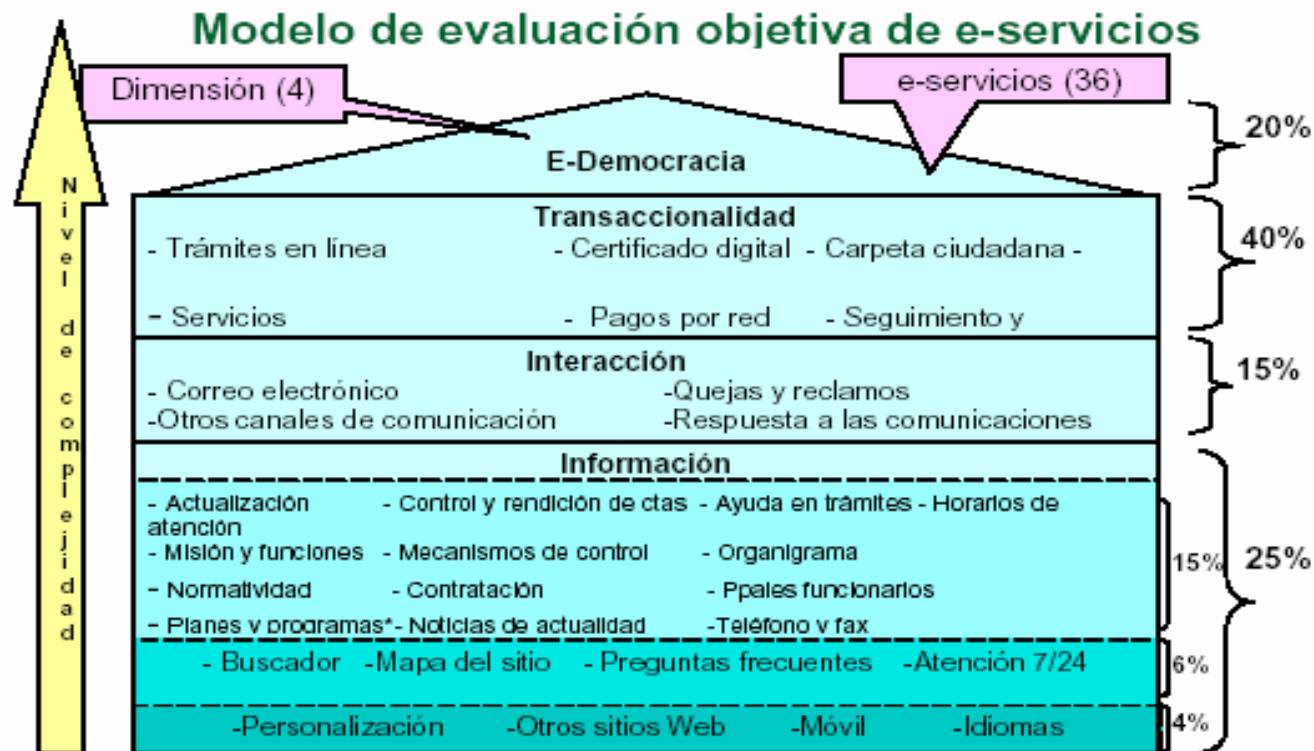 Modelo de evaluación objetiva de e-servicios
Dimensión (4)
e-servicios (36)
20%
E-Democracia
Nivel de complejidad
Transaccionalidad
- Trámites en línea - Certificado digital - Carpeta ciudadana -
40%
- Servicios - Pagos por red - Seguimiento y
Interacción
- Correo electrónico -Quejas y reclamos
15%
-Otros canales de comunicación -Respuesta a las comunicaciones
Información
- Actualización - Control y rendición de ctas - Ayuda en trámites - Horarios de
atención
- Misión y funciones - Mecanismos de control - Organigrama
15% 25%
- Normatividad - Contratación - Ppales funcionarios
- Planes y programas*- Noticias de actualidad -Teléfono y fax
- Buscador -Mapa del sitio - Preguntas frecuentes -Atención 7/24
6%
-Personalización -Otros sitios Web -Móvil -Idiomas
4%